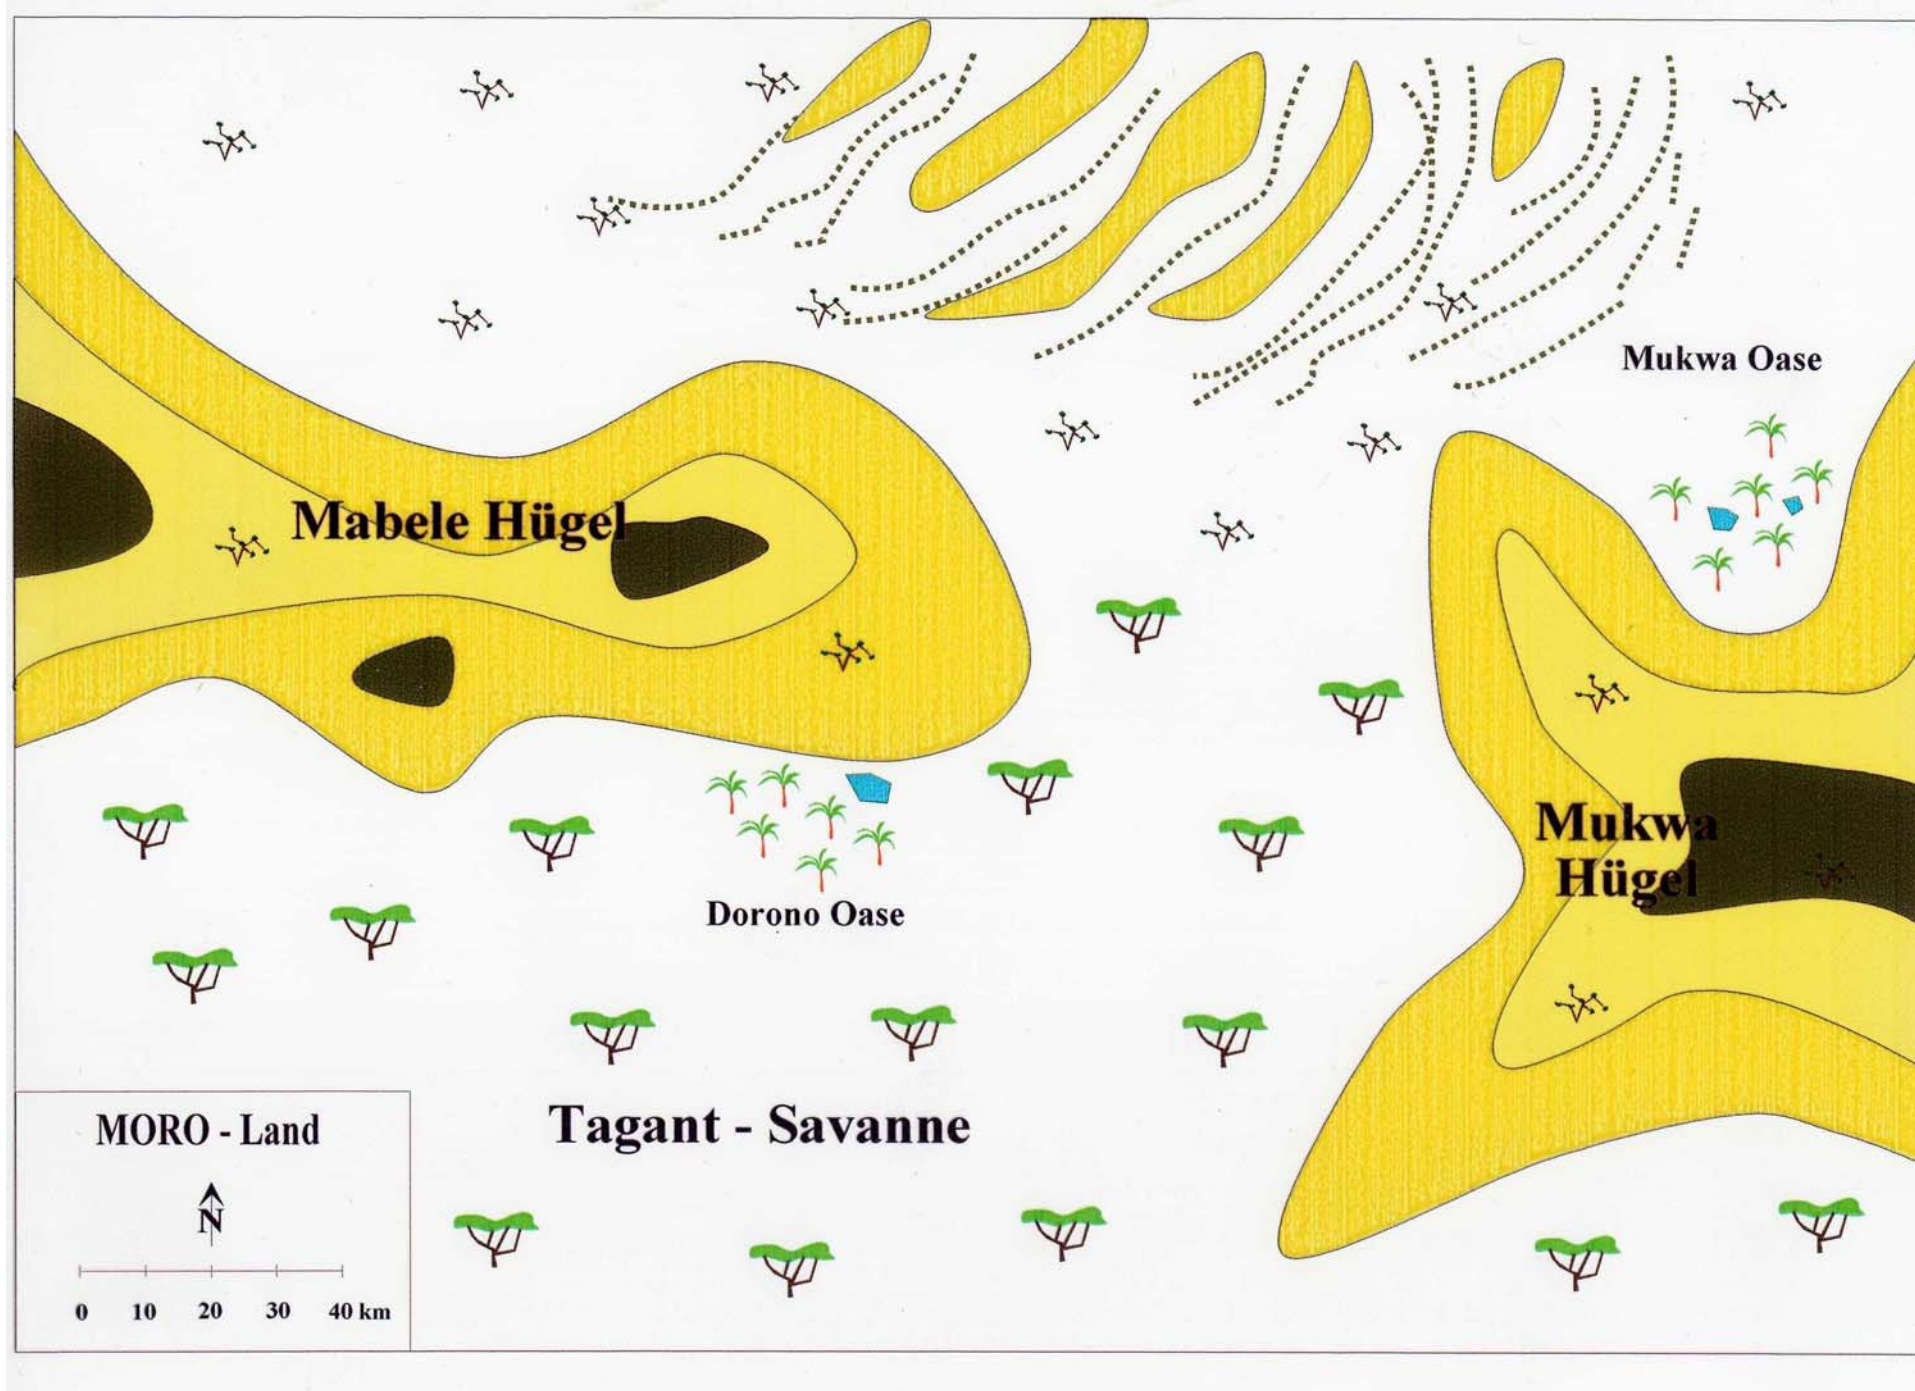 Mukwa Oase
Mabele Hügel
Mukwa
Hügel
Dorono Oase
Tagant - Savanne
MORO - Land
N
0 10 20 30 40 km